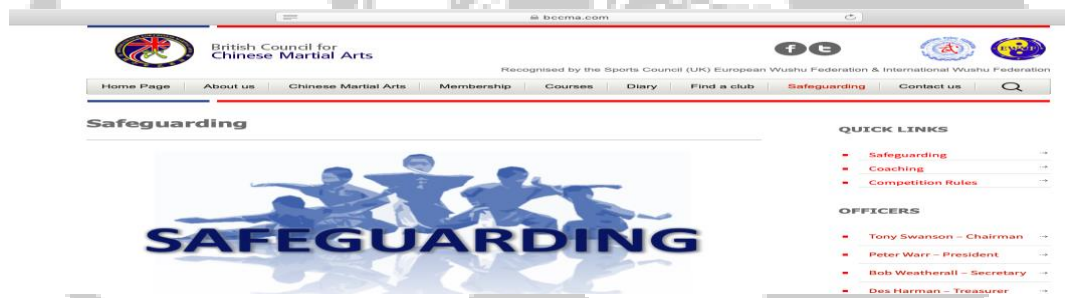 bccma.com
British Council for
Chinese Martial Arts
Recognised by the Sports Council (UK) European Wushu Federation & International Wushu Federation
Home Page About us Chinese Martial Arts Membership Courses Diary Find a club Safeguarding Contact us
Safeguarding
SAFEGUARDING
QUICK LINKS
Safeguarding
Coaching
Competition Rules
OFFICERS
Tony Swanson – Chairman
Peter Warr – President
Bob Weatherall – Secretary
Des Harman – Treasurer